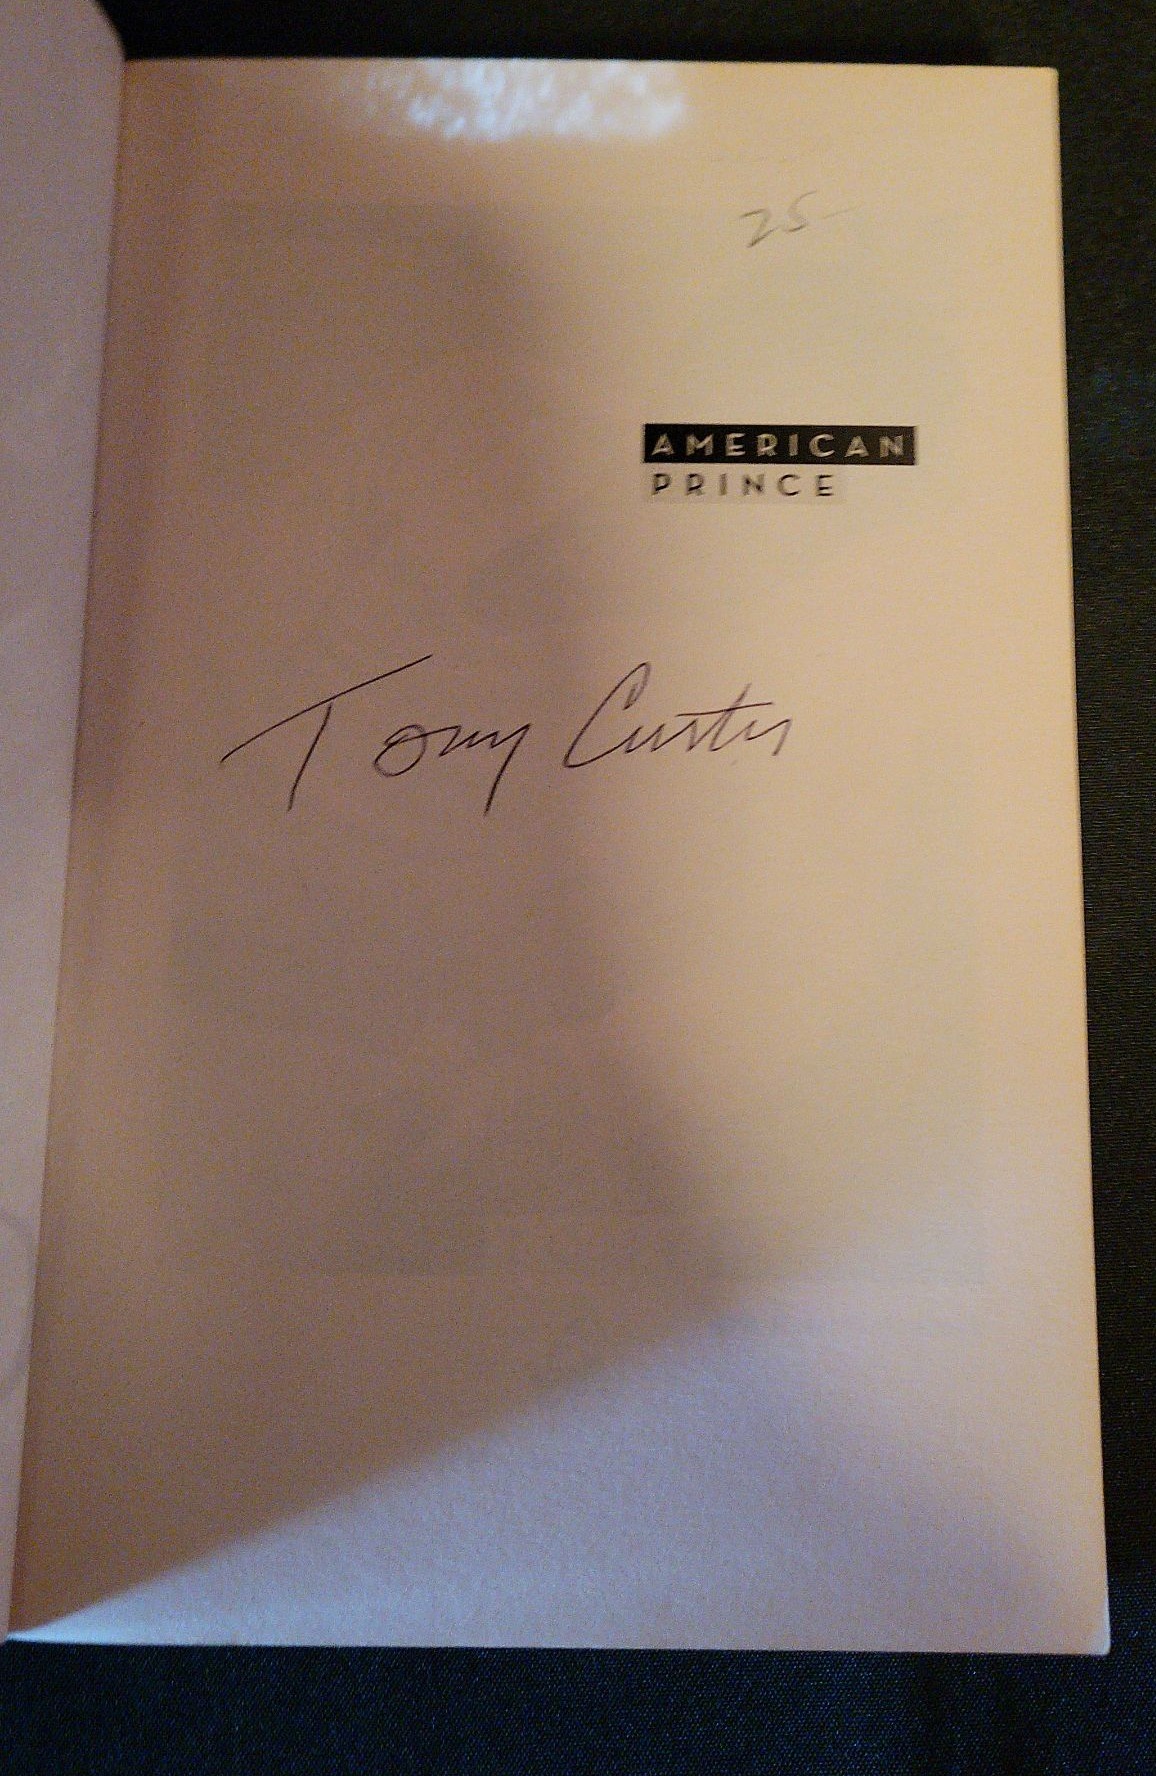 25-
AMERICAN
PRINCE
Tony Curtis